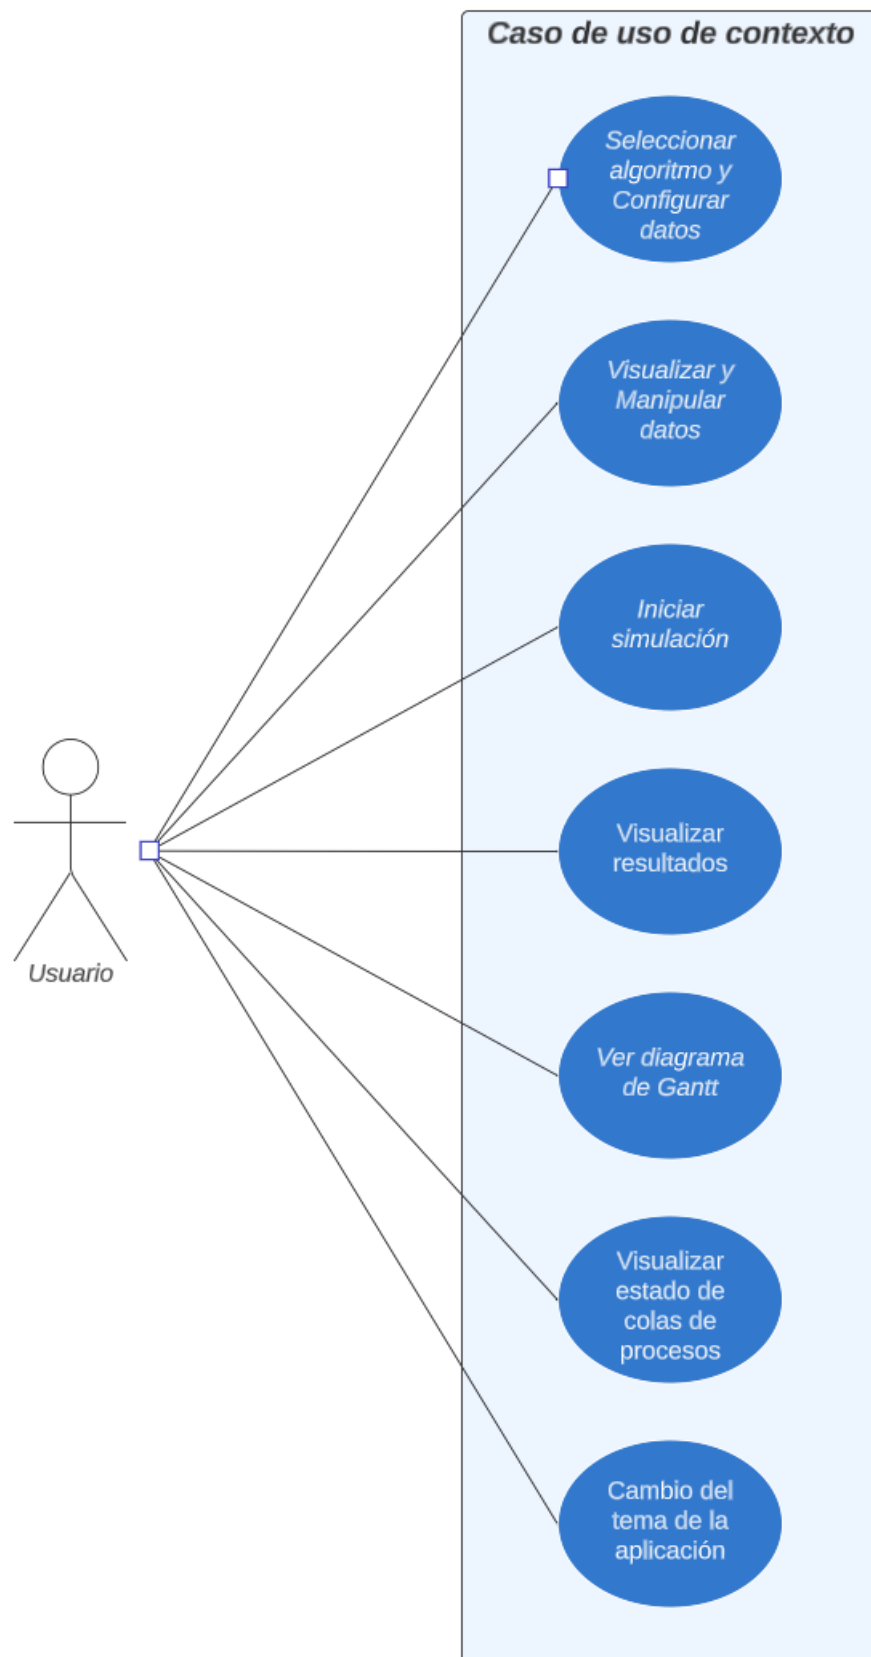 Caso de uso de contexto
Seleccionar
algoritmo y
Configurar
datos
Visualizar y
Manipular
datos
Iniciar
simulación
Visualizar
resultados
Usuario
Ver diagrama
de Gantt
Visualizar
estado de
colas de
procesos
Cambio del
tema de la
aplicación